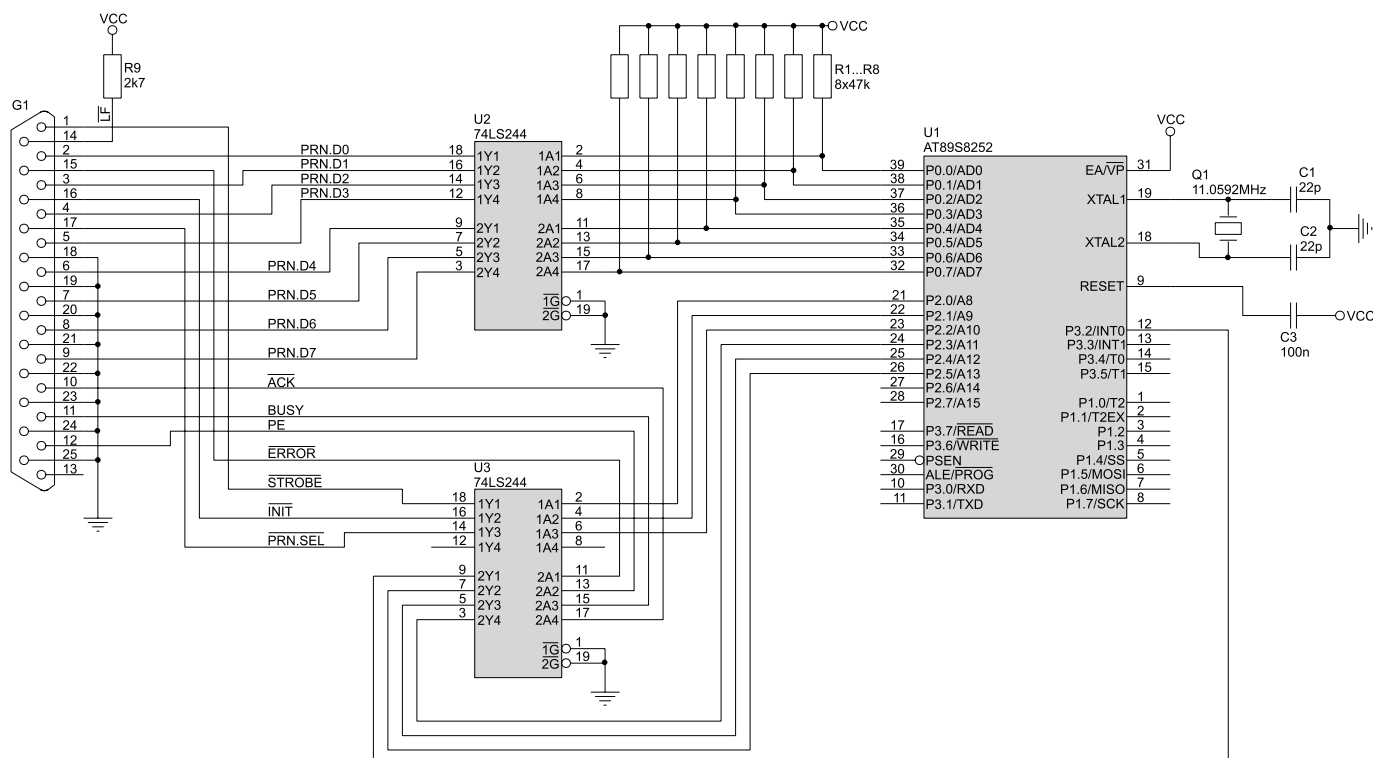 VCC
R9
2k7
LF
G1
1
14
2
15
3
16
4
17
5
18
6
19
7
20
8
21
9
22
10
23
11
24
12
25
13
PRN.D0
PRN.D1
PRN.D2
PRN.D3
PRN.D4
PRN.D5
PRN.D6
PRN.D7
ACK
BUSY
PE
ERROR
STROBE
INIT
PRN.SEL
U2
74LS244
18 1Y1 1A1 2
16 1Y2 1A2 4
14 1Y3 1A3 6
12 1Y4 1A4 8
9 2Y1 2A1 11
7 2Y2 2A2 13
5 2Y3 2A3 15
3 2Y4 2A4 17
1G 1
2G 19
VCC
R1...R8
8x47k
U3
74LS244
18 1Y1 1A1 2
16 1Y2 1A2 4
14 1Y3 1A3 6
12 1Y4 1A4 8
9 2Y1 2A1 11
7 2Y2 2A2 13
5 2Y3 2A3 15
3 2Y4 2A4 17
1G 1
2G 19
U1
AT89S8252
39 P0.0/AD0
38 P0.1/AD1
37 P0.2/AD2
36 P0.3/AD3
35 P0.4/AD4
34 P0.5/AD5
33 P0.6/AD6
32 P0.7/AD7
21 P2.0/A8
22 P2.1/A9
23 P2.2/A10
24 P2.3/A11
25 P2.4/A12
26 P2.5/A13
27 P2.6/A14
28 P2.7/A15
17 P3.7/READ
16 P3.6/WRITE
29 PSEN
30 ALE/PROG
10 P3.0/RXD
11 P3.1/TXD
EA/VP 31
XTAL1 19
XTAL2 18
RESET 9
P3.2/INT0 12
P3.3/INT1 13
P3.4/T0 14
P3.5/T1 15
P1.0/T2 1
P1.1/T2EX 2
P1.2 3
P1.3 4
P1.4/SS 5
P1.5/MOSI 6
P1.6/MISO 7
P1.7/SCK 8
VCC
Q1
11.0592MHz
C1
22p
C2
22p
VCC
C3
100n